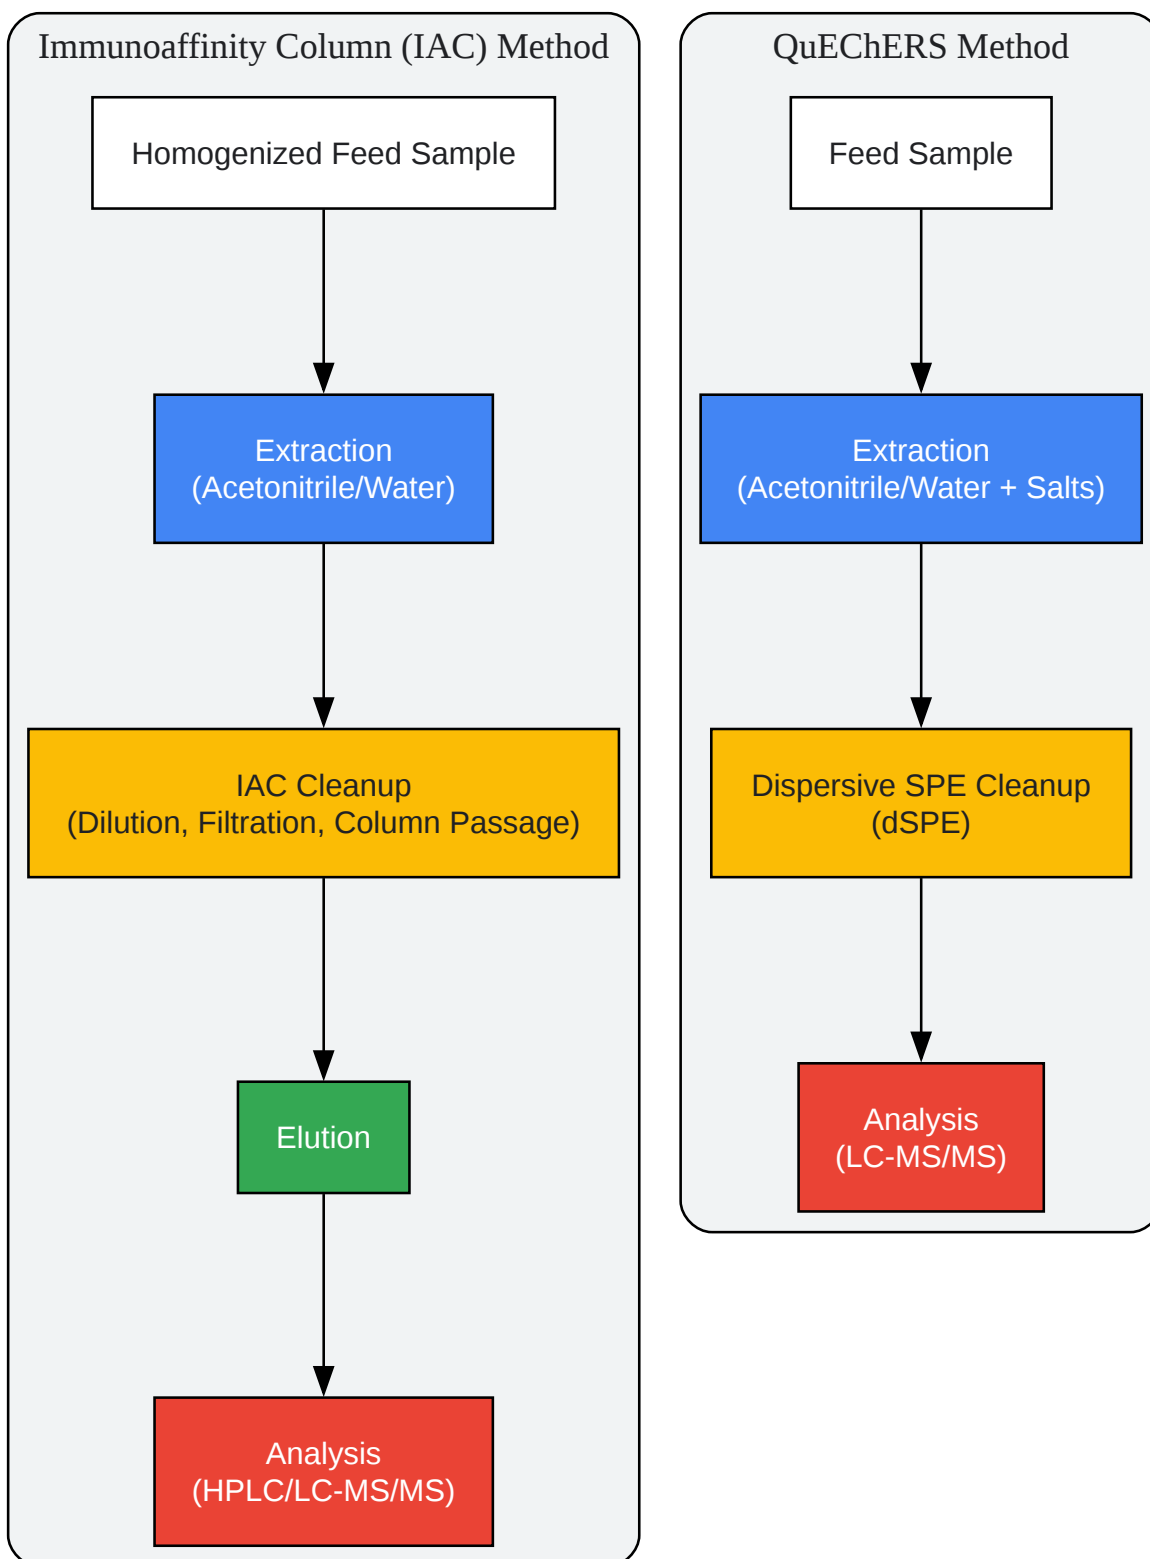 Immunoaffinity Column (IAC) Method
Homogenized Feed Sample
Extraction
(Acetonitrile/Water)
IAC Cleanup
(Dilution, Filtration, Column Passage)
Elution
Analysis
(HPLC/LC-MS/MS)
QuEChERS Method
Feed Sample
Extraction
(Acetonitrile/Water + Salts)
Dispersive SPE Cleanup
(dSPE)
Analysis
(LC-MS/MS)